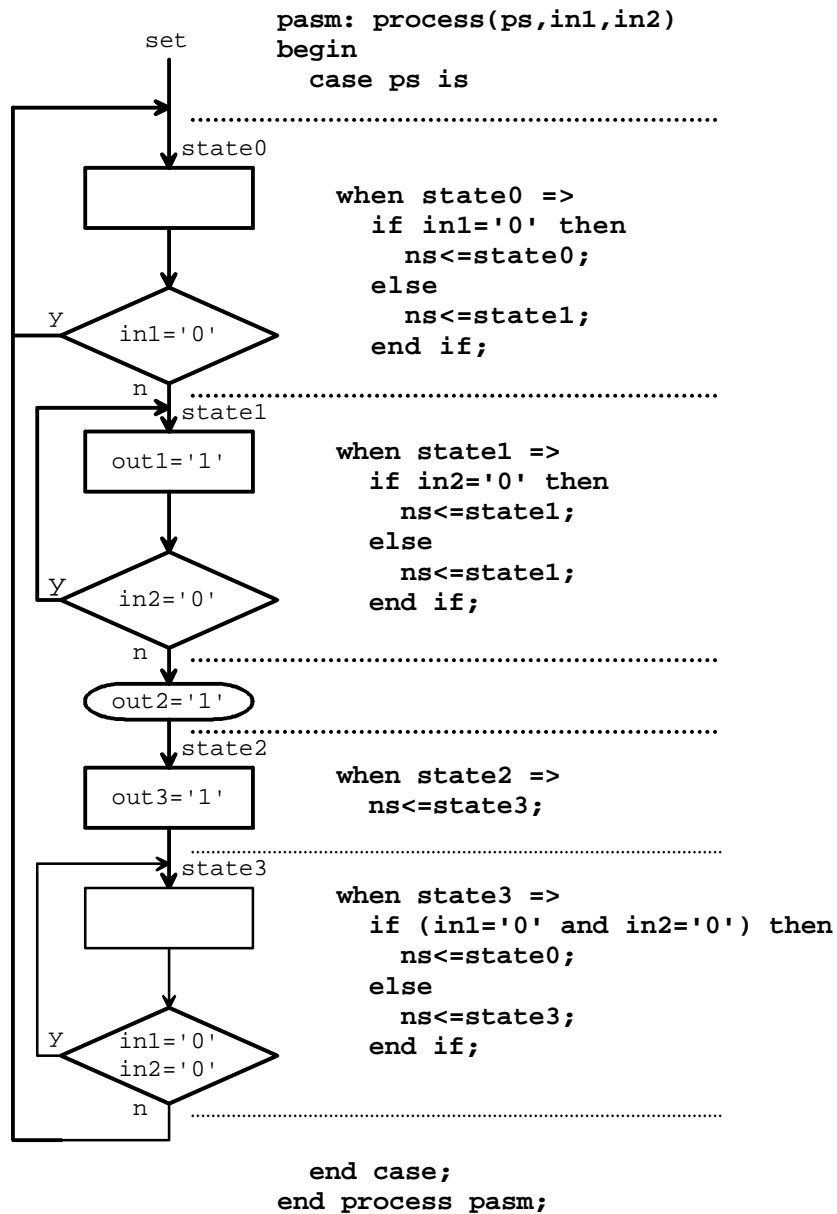 pasm: process(ps,in1,in2)
set
begin
case ps is
state0
when state0 =>
if in1='0' then
ns<=state0;
else
y
in1='0'
ns<=state1;
end if;
n
state1
out1='1'
when state1 =>
if in2='0' then
ns<=state1;
else
y
in2='0'
ns<=state1;
end if;
n
out2='1'
state2
out3='1'
when state2 =>
ns<=state3;
state3
when state3 =>
if (in1='0' and in2='0') then
ns<=state0;
else
ns<=state3;
y
in1='0'
in2='0'
end if;
n
end case;
end process pasm;